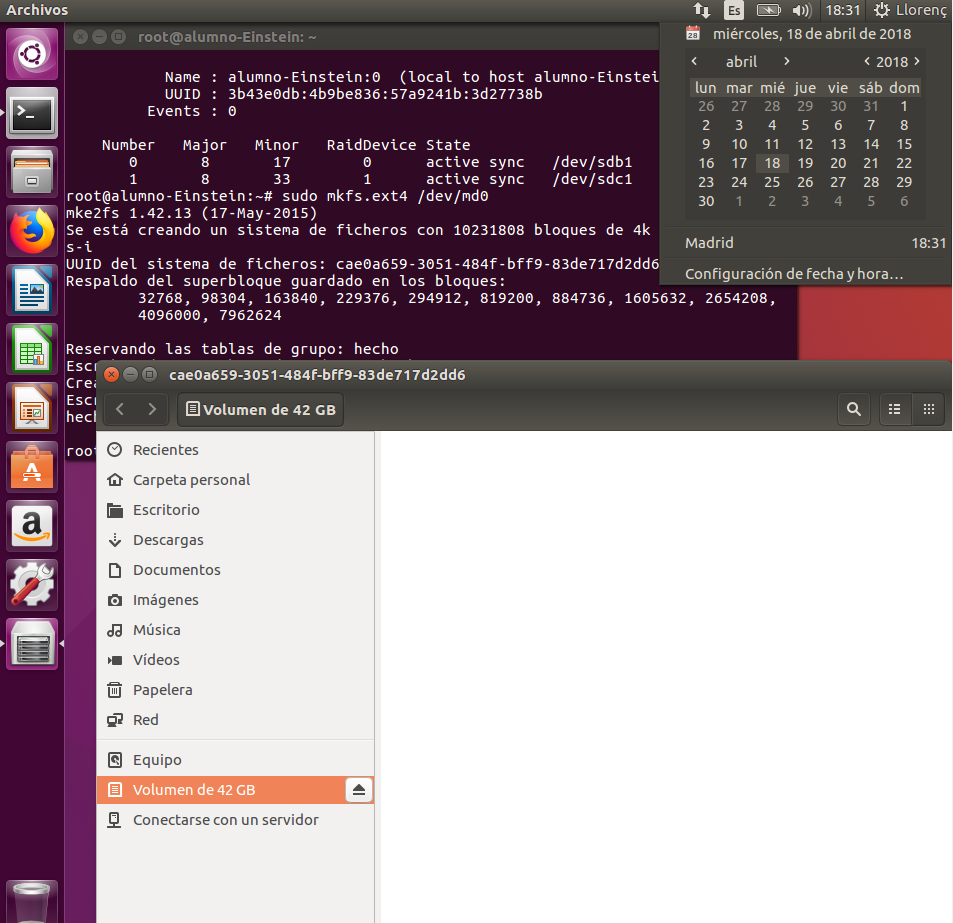 Archivos
Es
18:31
Llorenç
root@alumno-Einstein: ~
28
miércoles, 18 de abril de 2018
abril
2018
lun mar mié jue vie sáb dom
26 27 28 29 30 31 1
2 3 4 5 6 7 8
9 10 11 12 13 14 15
16 17 18 19 20 21 22
23 24 25 26 27 28 29
30 1 2 3 4 5 6
Madrid 18:31
Configuración de fecha y hora...
Name : alumno-Einstein:0 (local to host alumno-Einstei
UUID : 3b43e0db:4b9be836:57a9241b:3d27738b
Events : 0
Number Major Minor RaidDevice State
0 8 17 0 active sync /dev/sdb1
1 8 33 1 active sync /dev/sdc1
root@alumno-Einstein:~# sudo mkfs.ext4 /dev/md0
mke2fs 1.42.13 (17-May-2015)
Se está creando un sistema de ficheros con 10231808 bloques de 4k
s-i
UUID del sistema de ficheros: cae0a659-3051-484f-bff9-83de717d2dd6
Respaldo del superbloque guardado en los bloques:
32768, 98304, 163840, 229376, 294912, 819200, 884736, 1605632, 2654208,
4096000, 7962624
Reservando las tablas de grupo: hecho
Escr
Crea
Escr
hech
root
cae0a659-3051-484f-bff9-83de717d2dd6
Volumen de 42 GB
Recientes
Carpeta personal
Escritorio
Descargas
Documentos
Imágenes
Música
Vídeos
Papelera
Red
Equipo
Volumen de 42 GB
Conectarse con un servidor